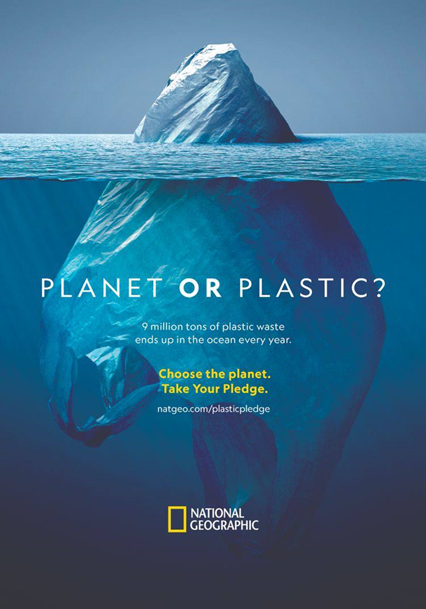 PLANET OR PLASTIC?
9 million tons of plastic waste
ends up in the ocean every year.
Choose the planet.
Take Your Pledge.
natgeo.com/plasticpledge
NATIONAL
GEOGRAPHIC